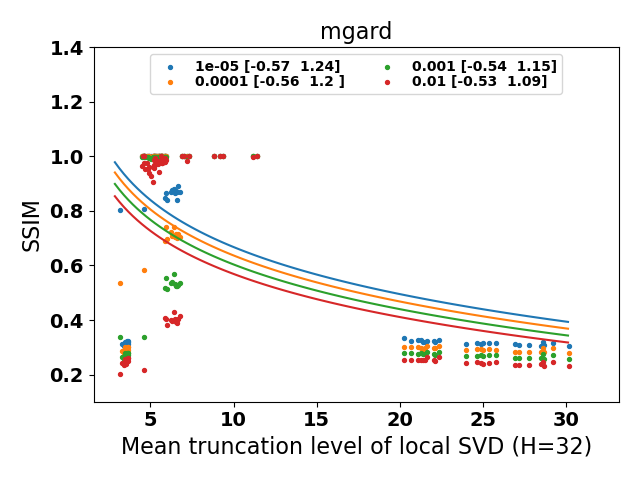 mgard
1e-05 [-0.57  1.24]
0.0001 [-0.56  1.2 ]
0.001 [-0.54  1.15]
0.01 [-0.53  1.09]
SSIM
1.4
1.2
1.0
0.8
0.6
0.4
0.2
5 10 15 20 25 30
Mean truncation level of local SVD (H=32)